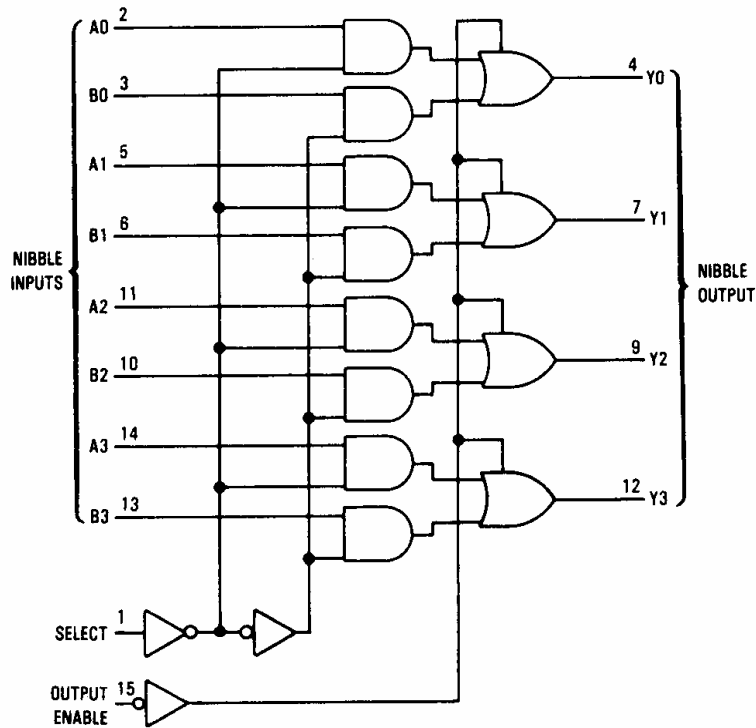 A0 2
B0 3
4 Y0
A1 5
B1 6
7 Y1
NIBBLE
INPUTS
NIBBLE
OUTPUT
A2 11
B2 10
9 Y2
A3 14
B3 13
12 Y3
SELECT 1
OUTPUT
ENABLE
15